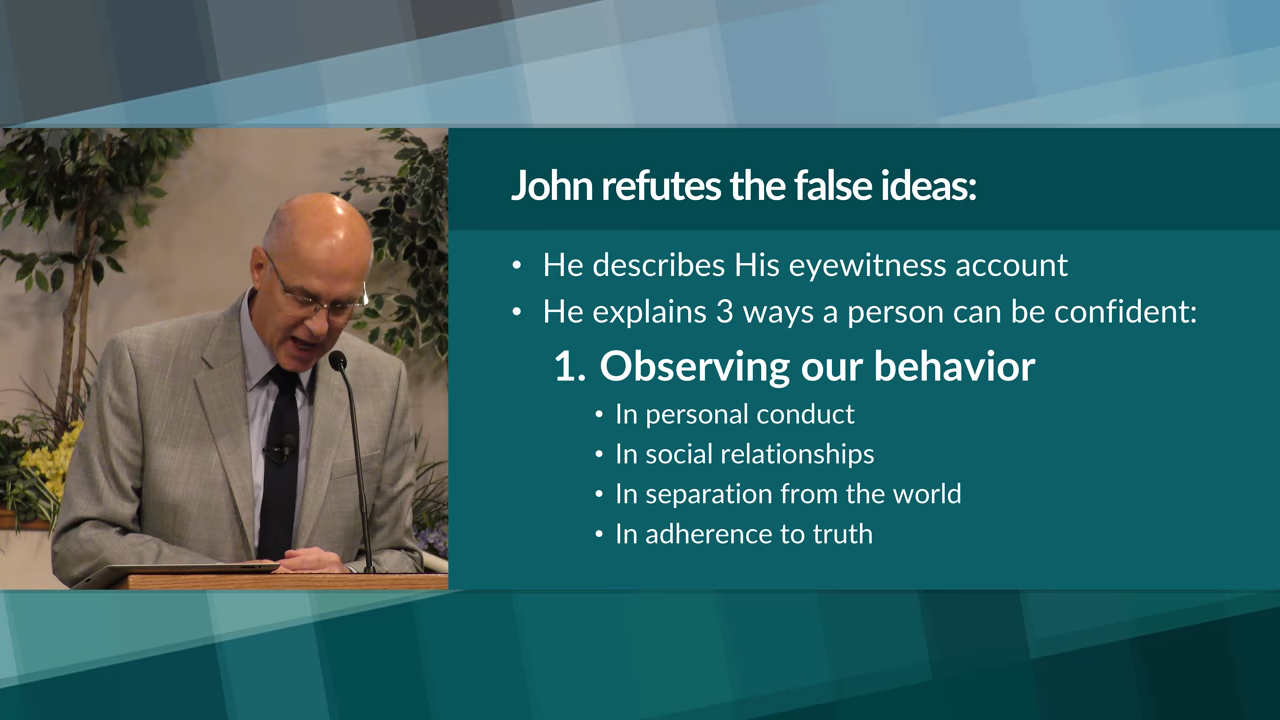 John refutes the false ideas:
• He describes His eyewitness account
• He explains 3 ways a person can be confident:
1. Observing our behavior
• In personal conduct
• In social relationships
• In separation from the world
• In adherence to truth